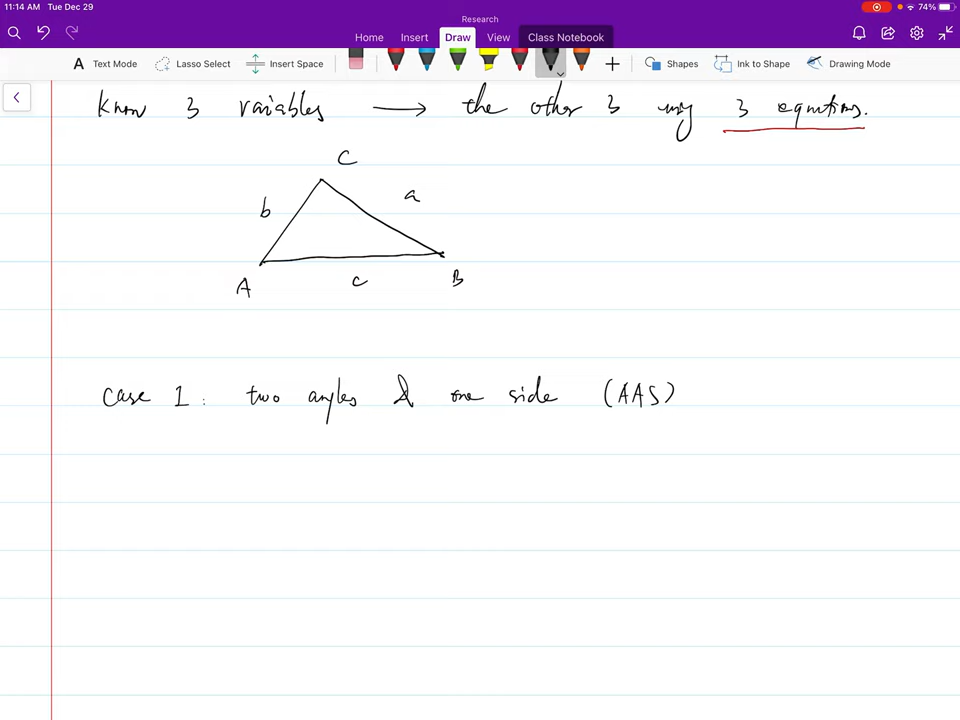 11:14 AM Tue Dec 29
74%
Research
Home Insert Draw View Class Notebook
Text Mode Lasso Select Insert Space Shapes Ink to Shape Drawing Mode
know 3 variables → the other 3 using 3 equations.
C
b a
A c B
case 1: two angles & one side (AAS)